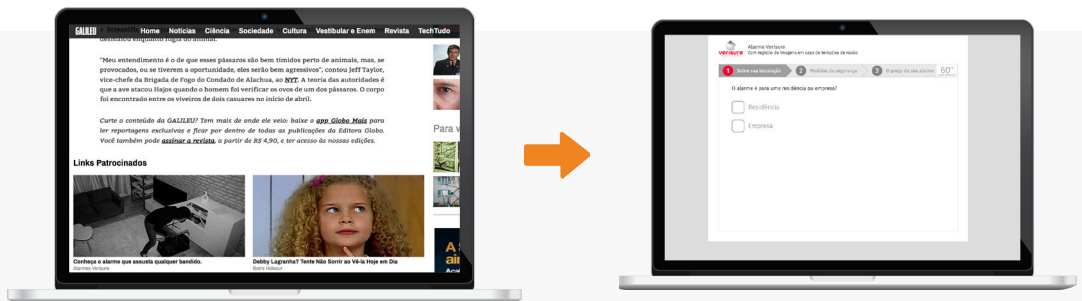 GALILEU
Home Notícias Ciência Sociedade Cultura Vestibular e Enem Revista TechTudo
desmaiou enquanto fugia do animal.
"Meu entendimento é o de que esses pássaros são bem tímidos perto de animais, mas, se
provocados, ou se tiverem a oportunidade, eles serão bem agressivos", contou Jeff Taylor,
vice-chefe da Brigada de Fogo do Condado de Alachua, ao NYT. A teoria das autoridades é
que a ave atacou Hajos quando o homem foi verificar os ovos de um dos pássaros. O corpo
foi encontrado entre os viveiros de dois casuares no início de abril.
Curte o conteúdo da GALILEU? Tem mais de onde ele veio: baixe o app Globo Mais para
ler reportagens exclusivas e ficar por dentro de todas as publicações da Editora Globo.
Você também pode assinar a revista, a partir de R$ 4,90, e ter acesso às nossas edições.
Para v
Links Patrocinados
Conheça o alarme que assusta qualquer bandido.
Alarmes Verisure
Debby Lagranha? Tente Não Sorrir ao Vê-la Hoje em Dia
Bob's Hideout
VERISURE
Alarme Verisure
Com registro de imagens em caso de tentativa de roubo
1 Sobre sua instalação
2 Medidas de segurança
3 O preço do seu alarme
60"
O alarme é para uma residência ou empresa?
Residência
Empresa